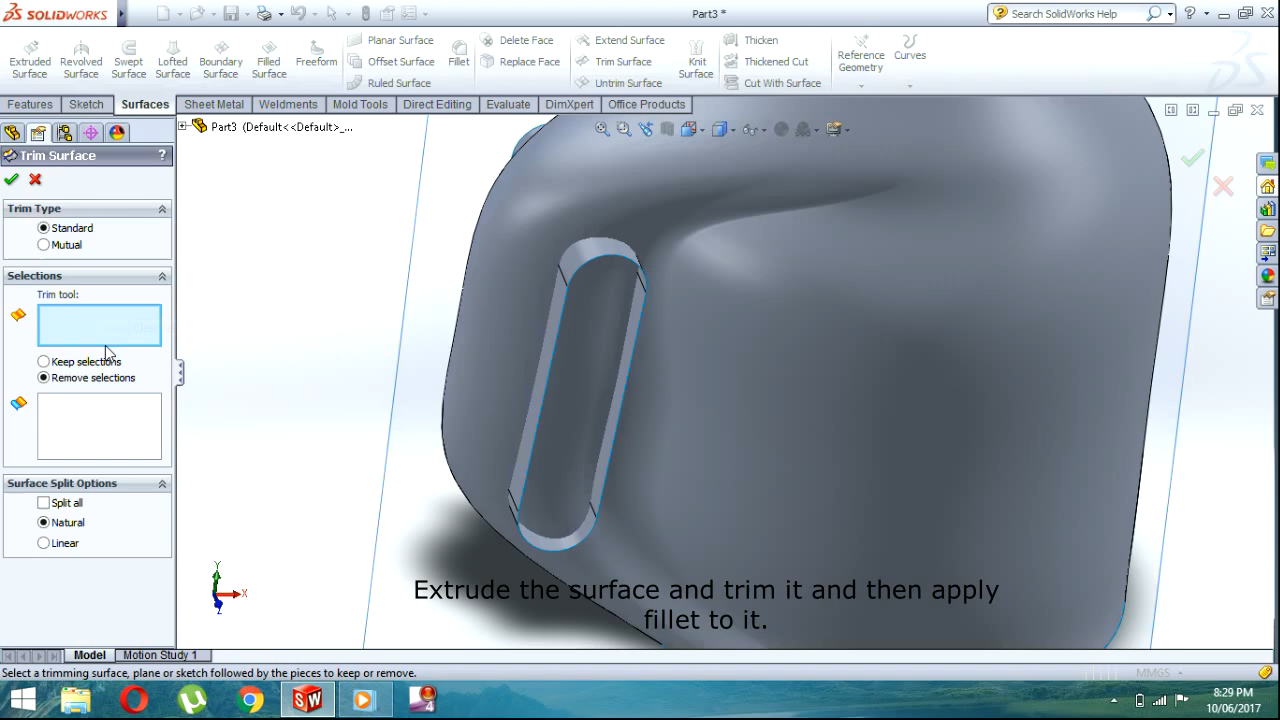 SOLIDWORKS
Part3 *
Search SolidWorks Help
Extruded Surface
Revolved Surface
Swept Surface
Lofted Surface
Boundary Surface
Filled Surface
Freeform
Planar Surface
Offset Surface
Ruled Surface
Fillet
Delete Face
Replace Face
Extend Surface
Trim Surface
Untrim Surface
Knit Surface
Thicken
Thickened Cut
Cut With Surface
Reference Geometry
Curves
Features
Sketch
Surfaces
Sheet Metal
Weldments
Mold Tools
Direct Editing
Evaluate
DimXpert
Office Products
Part3 (Default<<Default>_...
Trim Surface
?
Trim Type
Standard
Mutual
Selections
Trim tool:
Keep selections
Remove selections
Surface Split Options
Split all
Natural
Linear
Y
X
Z
Extrude the surface and trim it and then apply
fillet to it.
Model
Motion Study 1
Select a trimming surface, plane or sketch followed by the pieces to keep or remove.
MMGS
8:29 PM
10/06/2017